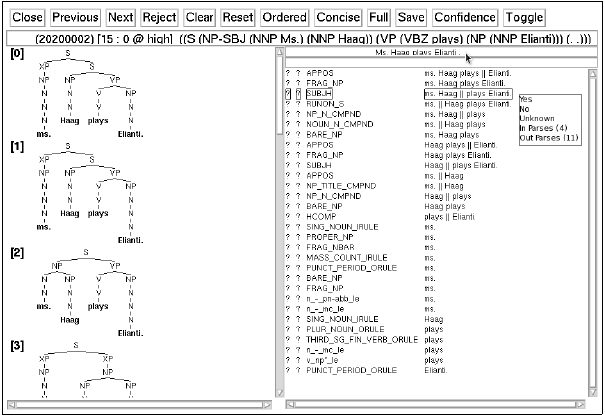 Close Previous Next Reject Clear Reset Ordered Concise Full Save Confidence Toggle
(20200002) [15 : 0 @ high] ((S (NP-SBJ (NNP Ms.) (NNP Haag)) (VP (VBZ plays) (NP (NNP Elianti))) (. .)))
Ms. Haag plays Elianti .
[0]
S
XP S
NP NP VP
N N V NP
N N V N
ms. Haag plays N
N
Elianti.
[1]
S
XP S
NP NP VP
N N V NP
N N V N
ms. Haag plays N
N
Elianti.
[2]
S
NP VP
N NP V NP
N N V N
ms. N plays N
Haag N
Elianti.
[3]
S
XP XP
NP NP
N N NP
? ? APPOS ms. Haag plays || Elianti.
? ? FRAG_NP ms. Haag plays Elianti.
? ? SUBJH ms. Haag || plays Elianti.
? ? RUNON_S ms. Haag || plays Elianti.
? ? NP_N_CMPND ms. Haag || plays
? ? NOUN_N_CMPND ms. Haag || plays
? ? BARE_NP ms. Haag plays
? ? APPOS Haag plays || Elianti.
? ? FRAG_NP Haag plays Elianti.
? ? SUBJH Haag || plays Elianti.
? ? APPOS ms. || Haag
? ? NP_TITLE_CMPND ms. || Haag
? ? NP_N_CMPND Haag || plays
? ? BARE_NP Haag plays
? ? HCOMP plays || Elianti.
? ? SING_NOUN_IRULE ms.
? ? PROPER_NP ms.
? ? FRAG_NBAR ms.
? ? MASS_COUNT_IRULE ms.
? ? PUNCT_PERIOD_ORULE ms.
? ? BARE_NP ms.
? ? FRAG_NP ms.
? ? n_-_pn-abb_le ms.
? ? n_-_mc_le ms.
? ? SING_NOUN_IRULE Haag
? ? PLUR_NOUN_ORULE plays
? ? THIRD_SG_FIN_VERB_ORULE plays
? ? n_-_mc_le plays
? ? v_np*_le plays
? ? PUNCT_PERIOD_ORULE Elianti.
Yes
No
Unknown
In Parses (4)
Out Parses (11)